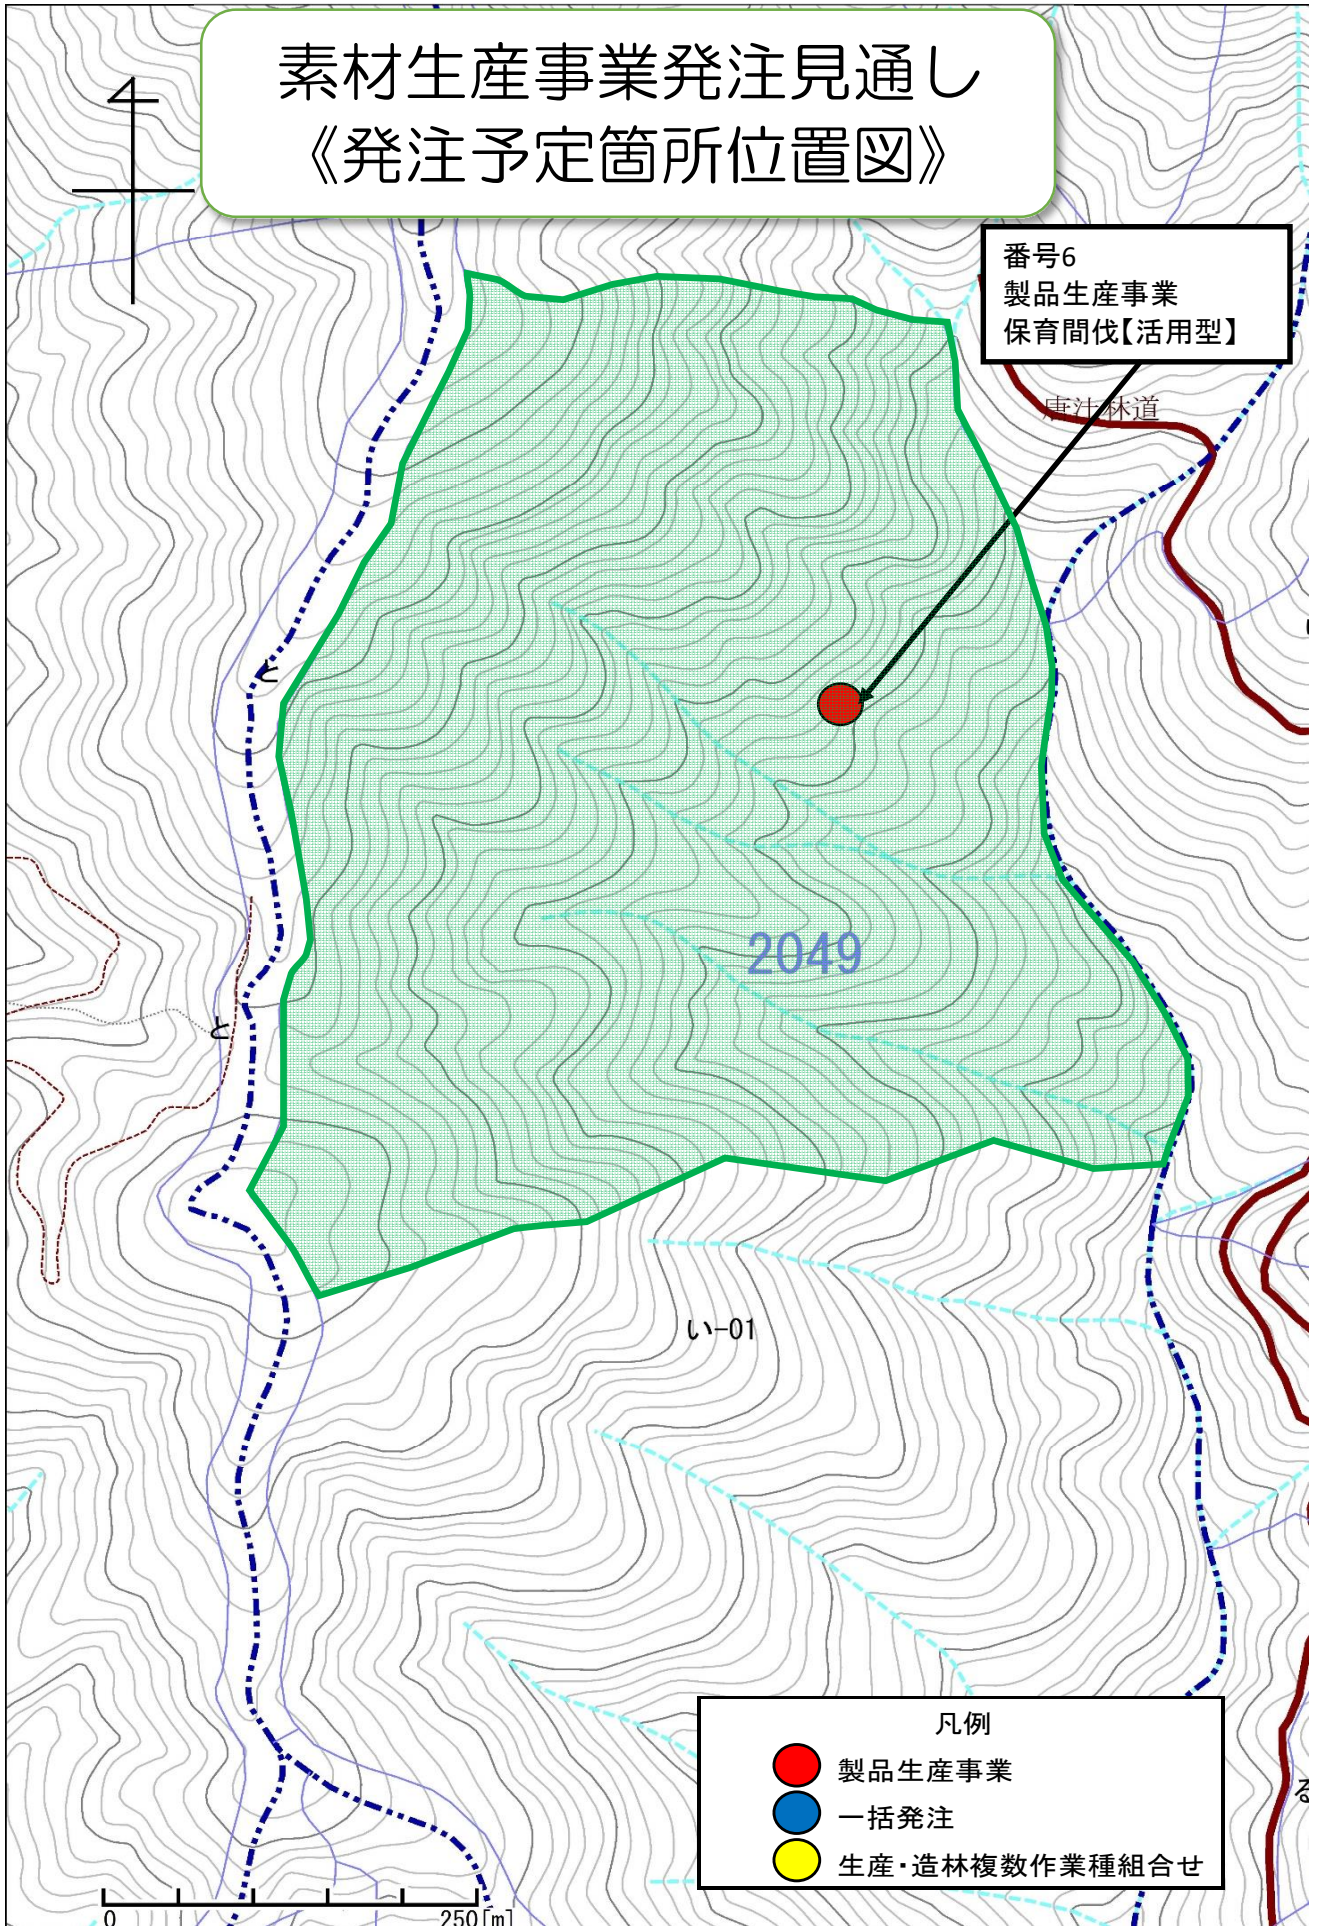 素材生産事業発注見通し
《発注予定箇所位置図》
番号6
製品生産事業
保育間伐【活用型】
林道
と
2049
と
い-01
凡例
製品生産事業
一括発注
生産・造林複数作業種組合せ
る
0
250[m]